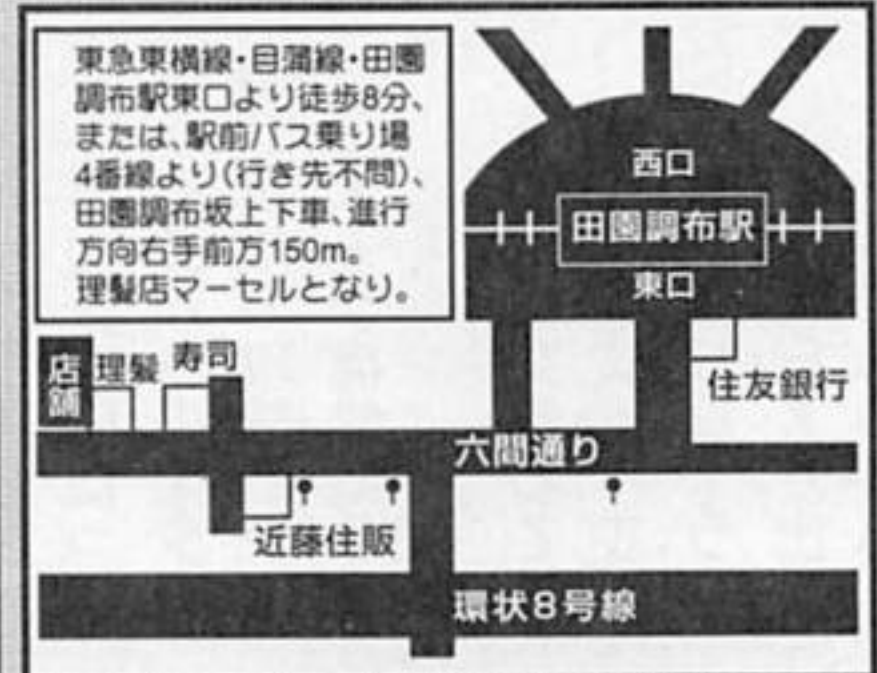 東急東横線・目蒲線・田園
調布駅東口より徒歩8分、
または、駅前バス乗り場
4番線より(行き先不問)、
田園調布坂上下車、進行
方向右手前方150m。
理髪店マーセルとなり。
西口
田園調布駅
東口
住友銀行
寿司
理髪
六間通り
近藤住販
環状8号線